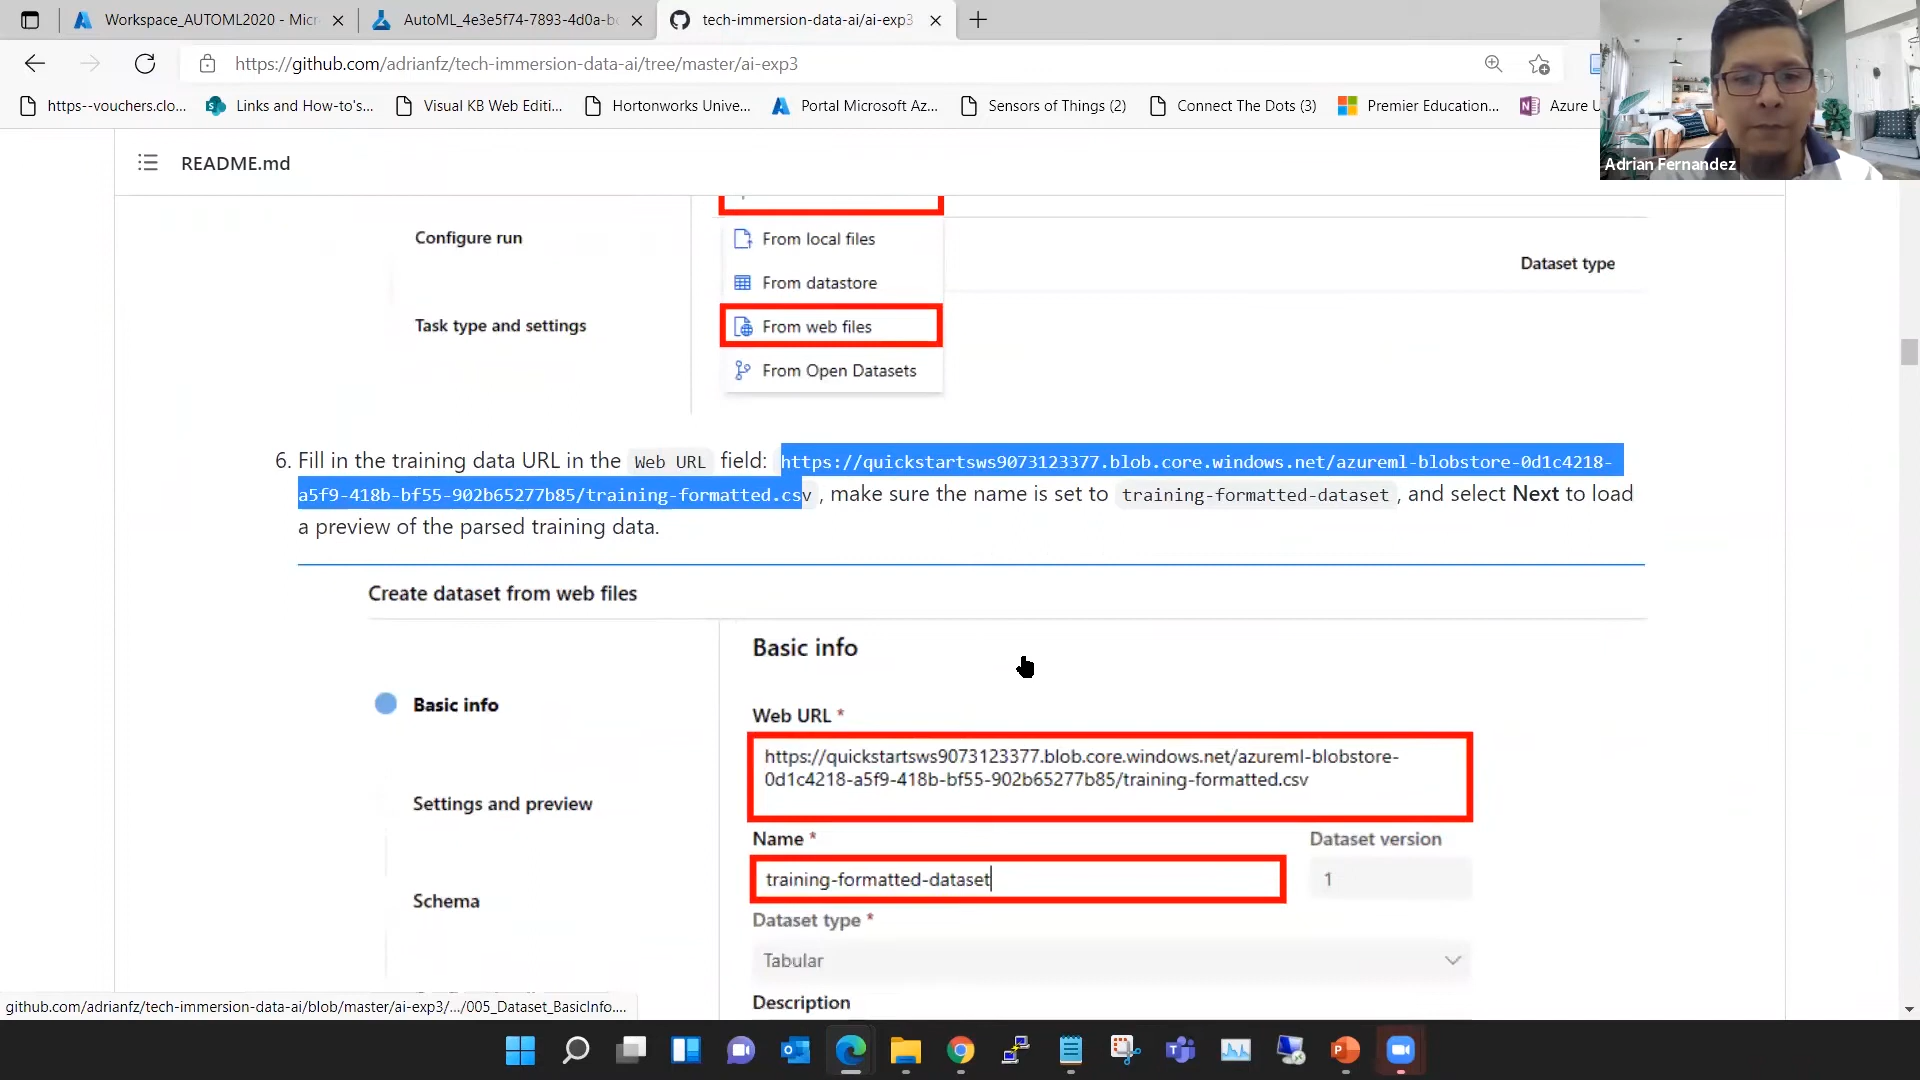 Workspace_AUTOML2020 - Micr
AutoML_4e3e5f74-7893-4d0a-bc
tech-immersion-data-ai/ai-exp3
https://github.com/adrianfz/tech-immersion-data-ai/tree/master/ai-exp3
https--vouchers.clo...
Links and How-to's...
Visual KB Web Editi...
Hortonworks Unive...
Portal Microsoft Az...
Sensors of Things (2)
Connect The Dots (3)
Premier Education...
Azure U
Adrian Fernandez
README.md
Configure run
From local files
Dataset type
From datastore
Task type and settings
From web files
From Open Datasets
6. Fill in the training data URL in the Web URL field: https://quickstartsws9073123377.blob.core.windows.net/azureml-blobstore-0d1c4218-
a5f9-418b-bf55-902b65277b85/training-formatted.csv , make sure the name is set to training-formatted-dataset , and select Next to load
a preview of the parsed training data.
Create dataset from web files
Basic info
Basic info
Web URL *
https://quickstartsws9073123377.blob.core.windows.net/azureml-blobstore-
0d1c4218-a5f9-418b-bf55-902b65277b85/training-formatted.csv
Settings and preview
Name *
Dataset version
training-formatted-dataset
1
Schema
Dataset type *
Tabular
Description
github.com/adrianfz/tech-immersion-data-ai/blob/master/ai-exp3/.../005_Dataset_BasicInfo....